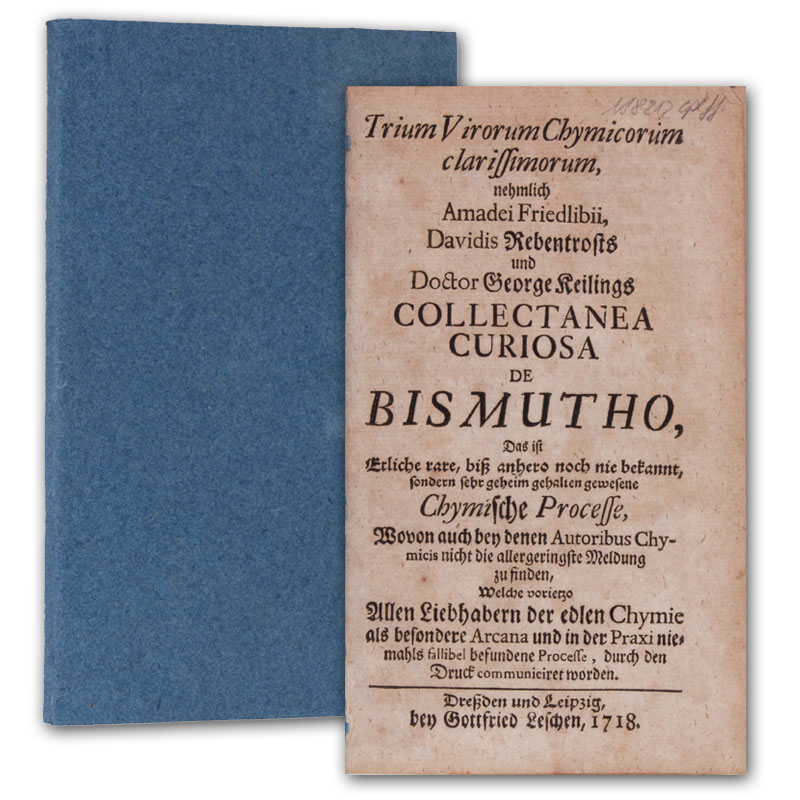 Trium Virorum Chymicorum
clarissimorum,
nehmlich
Amadei Friedlibii,
Davidis Rebentrosts
und
Doctor George Keilings
COLLECTANEA
CURIOSA
DE
BISMUTHO,
Das ist
Etliche rare, biß anhero noch nie bekannt,
sondern sehr geheim gehalten gewesene
Chymische Processe,
Wovon auch bey denen Autoribus Chy-
micis nicht die allergeringste Meldung
zu finden,
Welche vorietzo
Allen Liebhabern der edlen Chymie
als besondere Arcana und in der Praxi nie-
mahls fallibel befundene Processe, durch den
Druck communiciret worden.
Dreßden und Leipzig,
bey Gottfried Leschen, 1718.